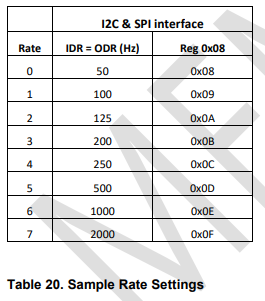 I2C & SPI interface
Rate IDR = ODR (Hz) Reg 0x08
0 50 0x08
1 100 0x09
2 125 0x0A
3 200 0x0B
4 250 0x0C
5 500 0x0D
6 1000 0x0E
7 2000 0x0F
Table 20. Sample Rate Settings